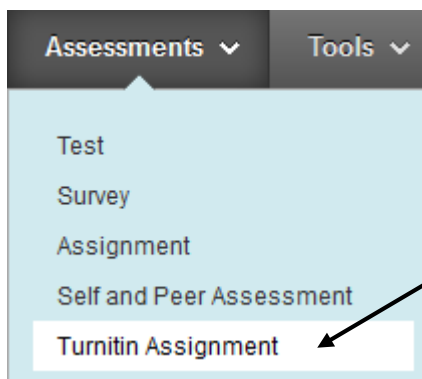 Assessments Tools
Test
Survey
Assignment
Self and Peer Assessment
Turnitin Assignment